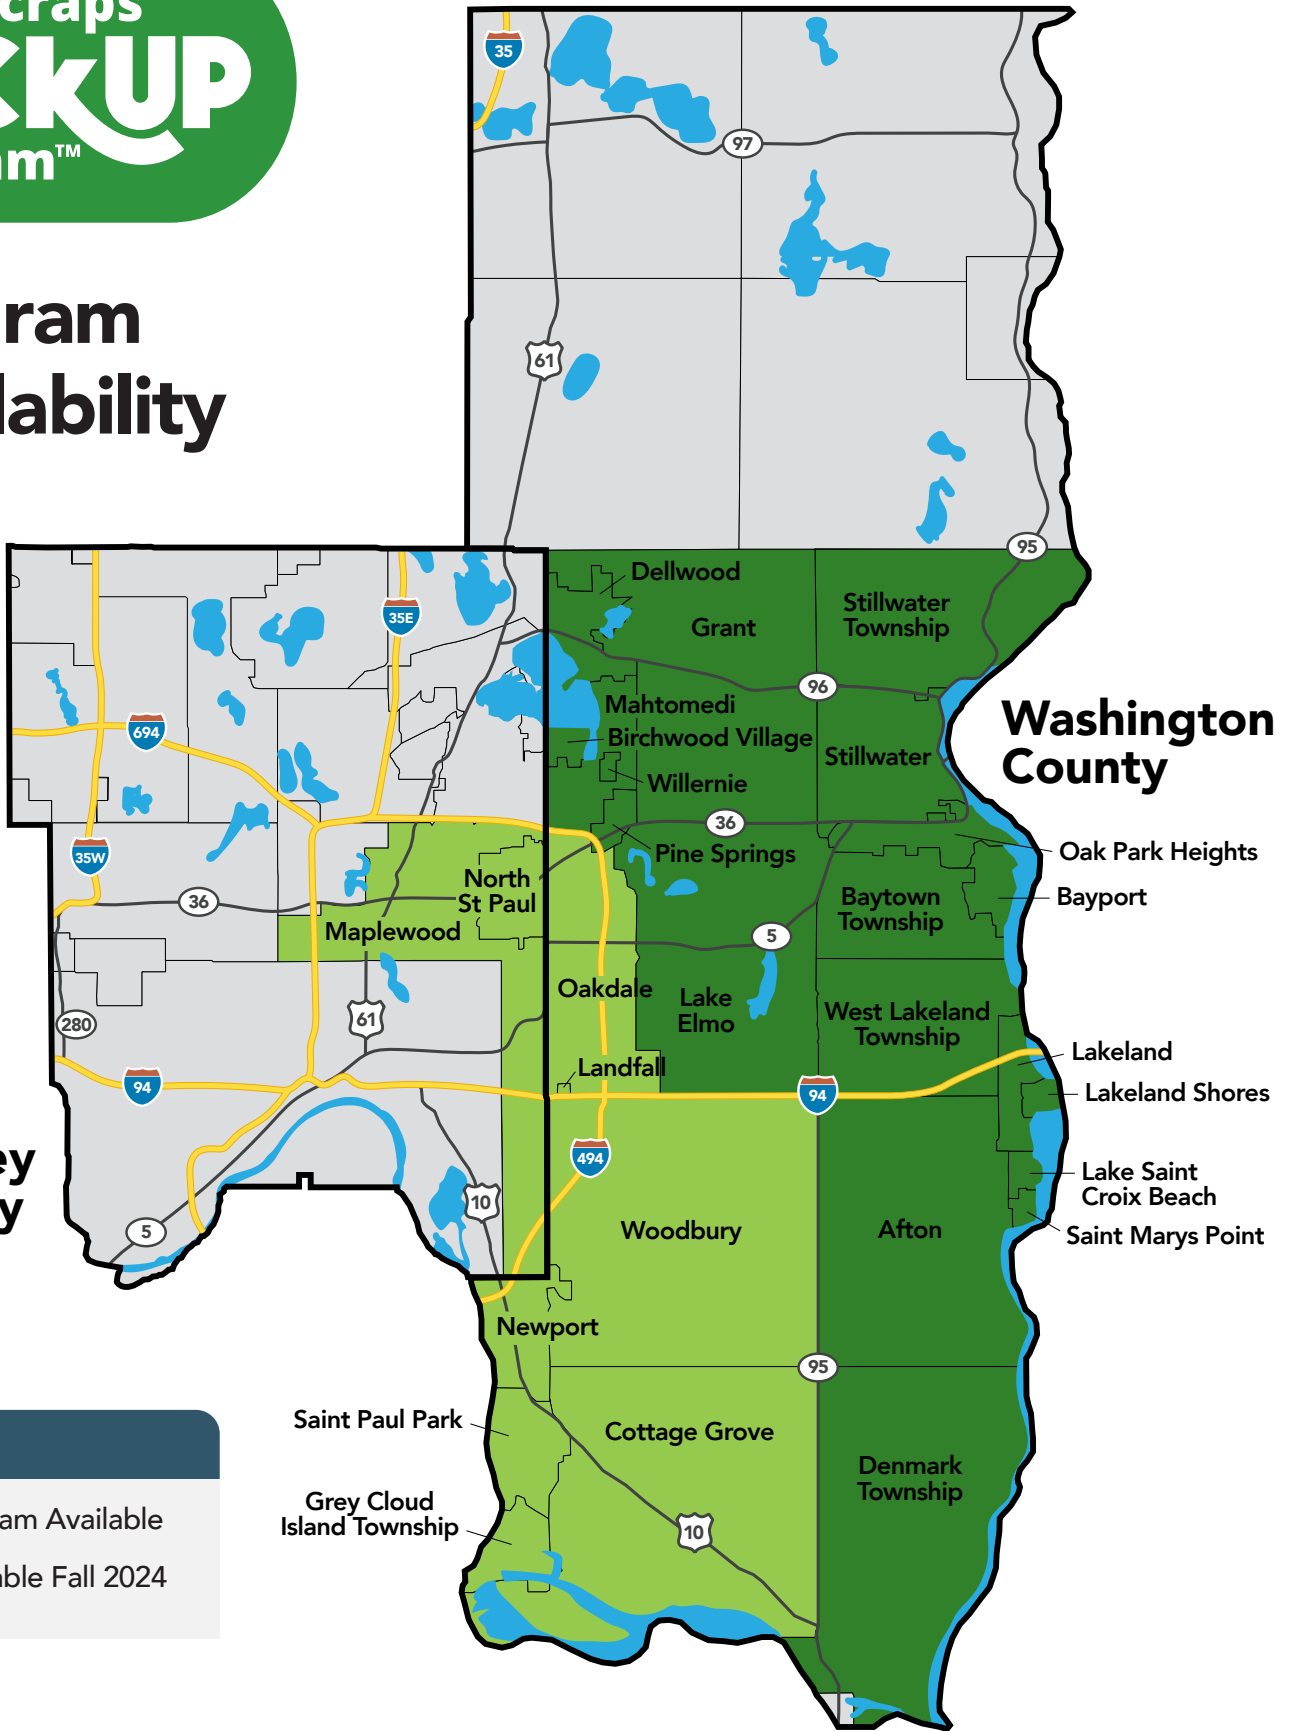 craps
CKUP
am™
ram
lability
35
97
61
95
Dellwood
Grant
Stillwater
Township
35E
96
694
Mahtomedi
Birchwood Village
Willernie
Stillwater
Washington
County
36
Pine Springs
35W
36
North
St Paul
Maplewood
Oak Park Heights
Bayport
Baytown
Township
5
Oakdale
Lake
Elmo
West Lakeland
Township
280
61
Landfall
94
94
Lakeland
Lakeland Shores
ey
y
494
10
5
Lake Saint
Croix Beach
Saint Marys Point
Woodbury
Afton
Newport
95
Saint Paul Park
Cottage Grove
Denmark
Township
Grey Cloud
Island Township
10
am Available
able Fall 2024